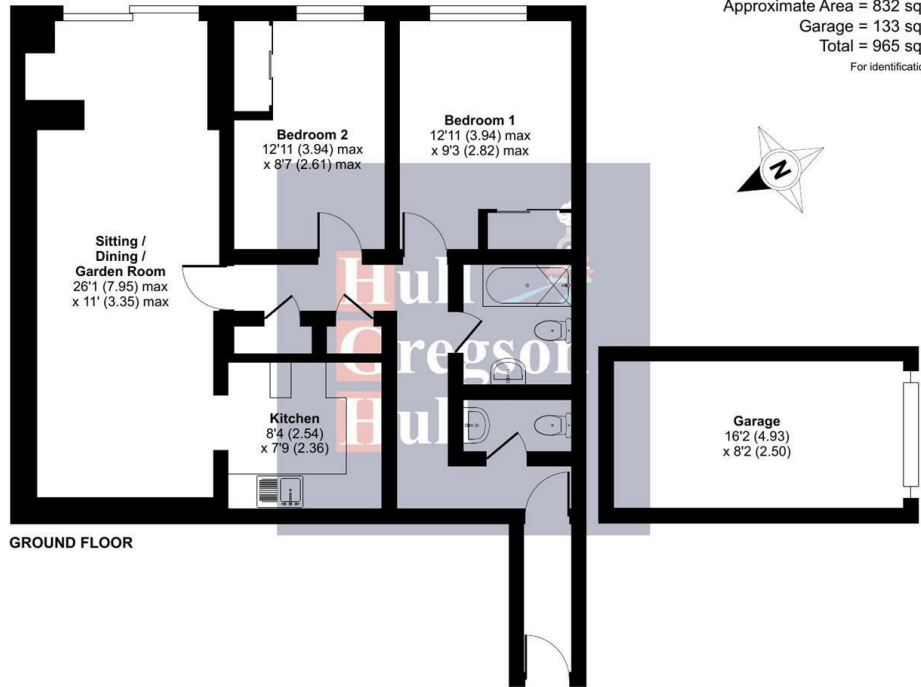 Approximate Area = 832 sq
Garage = 133 sq
Total = 965 sq
For identificatio
N
Bedroom 1
12'11 (3.94) max
x 9'3 (2.82) max
Bedroom 2
12'11 (3.94) max
x 8'7 (2.61) max
Sitting /
Dining /
Garden Room
26'1 (7.95) max
x 11' (3.35) max
Hull
Gregson
Hull
Kitchen
8'4 (2.54)
x 7'9 (2.36)
Garage
16'2 (4.93)
x 8'2 (2.50)
GROUND FLOOR